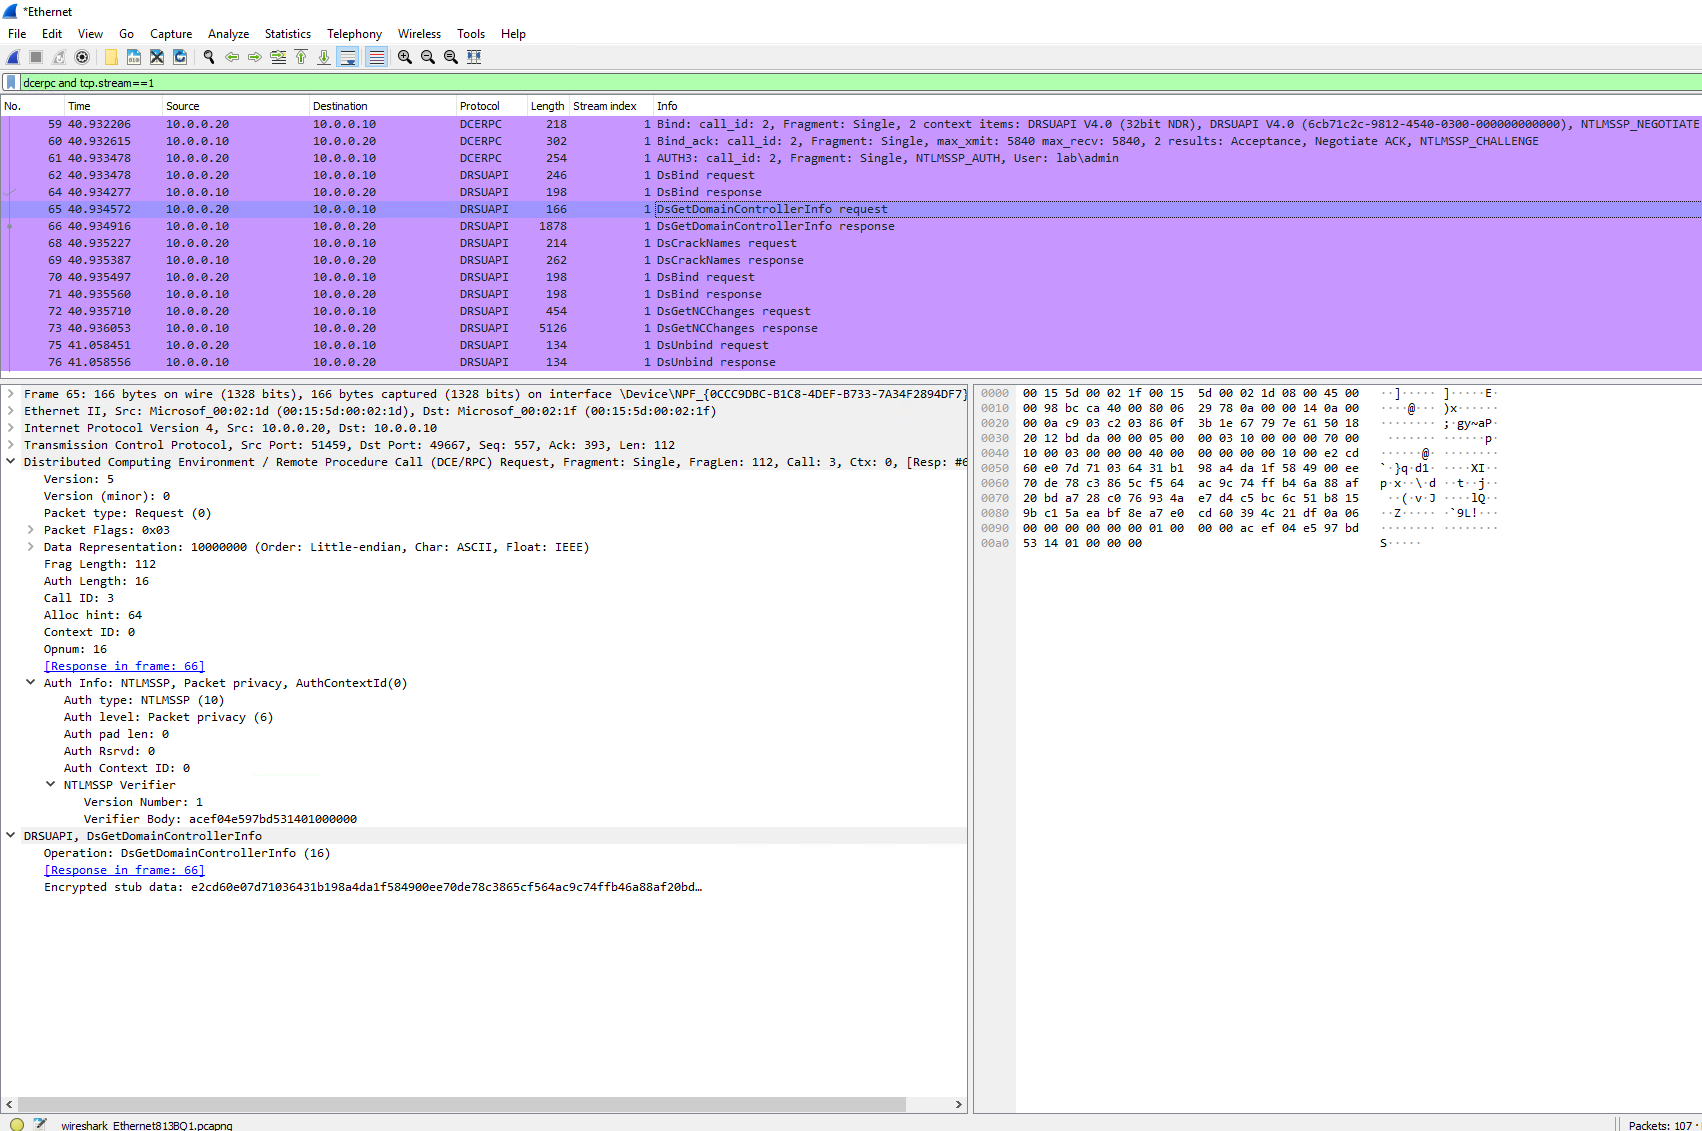 *Ethernet
File Edit View Go Capture Analyze Statistics Telephony Wireless Tools Help
dcerpc and tcp.stream==1
No. Time Source Destination Protocol Length Stream index Info
59 40.932206 10.0.0.20 10.0.0.10 DCERPC 218 1 Bind: call_id: 2, Fragment: Single, 2 context items: DRSUAPI V4.0 (32bit NDR), DRSUAPI V4.0 (6cb71c2c-9812-4540-0300-000000000000), NTLMSSP_NEGOTIATE
60 40.932615 10.0.0.10 10.0.0.20 DCERPC 302 1 Bind_ack: call_id: 2, Fragment: Single, max_xmit: 5840 max_recv: 5840, 2 results: Acceptance, Negotiate ACK, NTLMSSP_CHALLENGE
61 40.933478 10.0.0.20 10.0.0.10 DCERPC 254 1 AUTH3: call_id: 2, Fragment: Single, NTLMSSP_AUTH, User: lab\admin
62 40.933478 10.0.0.20 10.0.0.10 DRSUAPI 246 1 DsBind request
64 40.934277 10.0.0.10 10.0.0.20 DRSUAPI 198 1 DsBind response
65 40.934572 10.0.0.20 10.0.0.10 DRSUAPI 166 1 DsGetDomainControllerInfo request
66 40.934916 10.0.0.10 10.0.0.20 DRSUAPI 1878 1 DsGetDomainControllerInfo response
68 40.935227 10.0.0.20 10.0.0.10 DRSUAPI 214 1 DsCrackNames request
69 40.935387 10.0.0.10 10.0.0.20 DRSUAPI 262 1 DsCrackNames response
70 40.935497 10.0.0.20 10.0.0.10 DRSUAPI 198 1 DsBind request
71 40.935560 10.0.0.10 10.0.0.20 DRSUAPI 198 1 DsBind response
72 40.935710 10.0.0.20 10.0.0.10 DRSUAPI 454 1 DsGetNCChanges request
73 40.936053 10.0.0.10 10.0.0.20 DRSUAPI 5126 1 DsGetNCChanges response
75 41.058451 10.0.0.20 10.0.0.10 DRSUAPI 134 1 DsUnbind request
76 41.058556 10.0.0.10 10.0.0.20 DRSUAPI 134 1 DsUnbind response
Frame 65: 166 bytes on wire (1328 bits), 166 bytes captured (1328 bits) on interface \Device\NPF_{0CCC9DBC-B1C8-4DEF-B733-7A34F2894DF7}
Ethernet II, Src: Microsof_00:02:1d (00:15:5d:00:02:1d), Dst: Microsof_00:02:1f (00:15:5d:00:02:1f)
Internet Protocol Version 4, Src: 10.0.0.20, Dst: 10.0.0.10
Transmission Control Protocol, Src Port: 51459, Dst Port: 49667, Seq: 557, Ack: 393, Len: 112
Distributed Computing Environment / Remote Procedure Call (DCE/RPC) Request, Fragment: Single, FragLen: 112, Call: 3, Ctx: 0, [Resp: #6
Version: 5
Version (minor): 0
Packet type: Request (0)
Packet Flags: 0x03
Data Representation: 10000000 (Order: Little-endian, Char: ASCII, Float: IEEE)
Frag Length: 112
Auth Length: 16
Call ID: 3
Alloc hint: 64
Context ID: 0
Opnum: 16
[Response in frame: 66]
Auth Info: NTLMSSP, Packet privacy, AuthContextId(0)
Auth type: NTLMSSP (10)
Auth level: Packet privacy (6)
Auth pad len: 0
Auth Rsrvd: 0
Auth Context ID: 0
NTLMSSP Verifier
Version Number: 1
Verifier Body: acef04e597bd531401000000
DRSUAPI, DsGetDomainControllerInfo
Operation: DsGetDomainControllerInfo (16)
[Response in frame: 66]
Encrypted stub data: e2cd60e07d71036431b198a4da1f584900ee70de78c3865cf564ac9c74ffb46a88af20bd…
0000 00 15 5d 00 02 1f 00 15 5d 00 02 1d 08 00 45 00 ··]·····]·····E·
0010 00 98 bc ca 40 00 80 06 29 78 0a 00 00 14 0a 00 ····@···)x······
0020 00 0a c9 03 c2 03 86 0f 3b 1e 67 79 7e 61 50 18 ········;·gy~aP·
0030 20 12 bd da 00 00 05 00 00 03 10 00 00 00 70 00 ·············p·
0040 10 00 03 00 00 00 40 00 00 00 00 00 10 00 e2 cd ······@·········
0050 60 e0 7d 71 03 64 31 b1 98 a4 da 1f 58 49 00 ee `·}q·d1·····XI··
0060 70 de 78 c3 86 5c f5 64 ac 9c 74 ff b4 6a 88 af p·x··\·d··t··j··
0070 20 bd a7 28 c0 76 93 4a e7 d4 c5 bc 6c 51 b8 15 ··(·v·J····lQ··
0080 9b c1 5a ea bf 8e a7 e0 cd 60 39 4c 21 df 0a 06 ··Z······`9L!···
0090 00 00 00 00 00 00 01 00 00 00 ac ef 04 e5 97 bd ················
00a0 53 14 01 00 00 00 S·····
wireshark_Ethernet813BQ1.pcapng
Packets: 107 ·